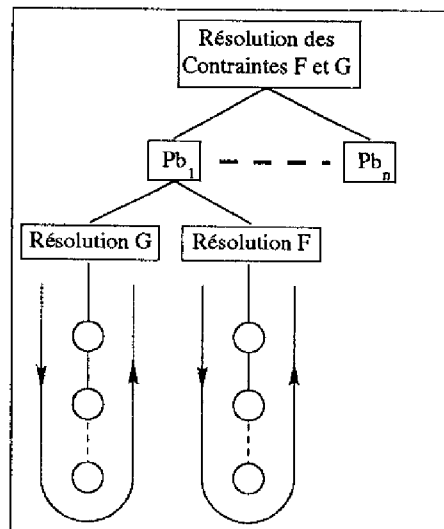 Résolution des
Contraintes F et G
Pb1
Pbn
Résolution G
Résolution F